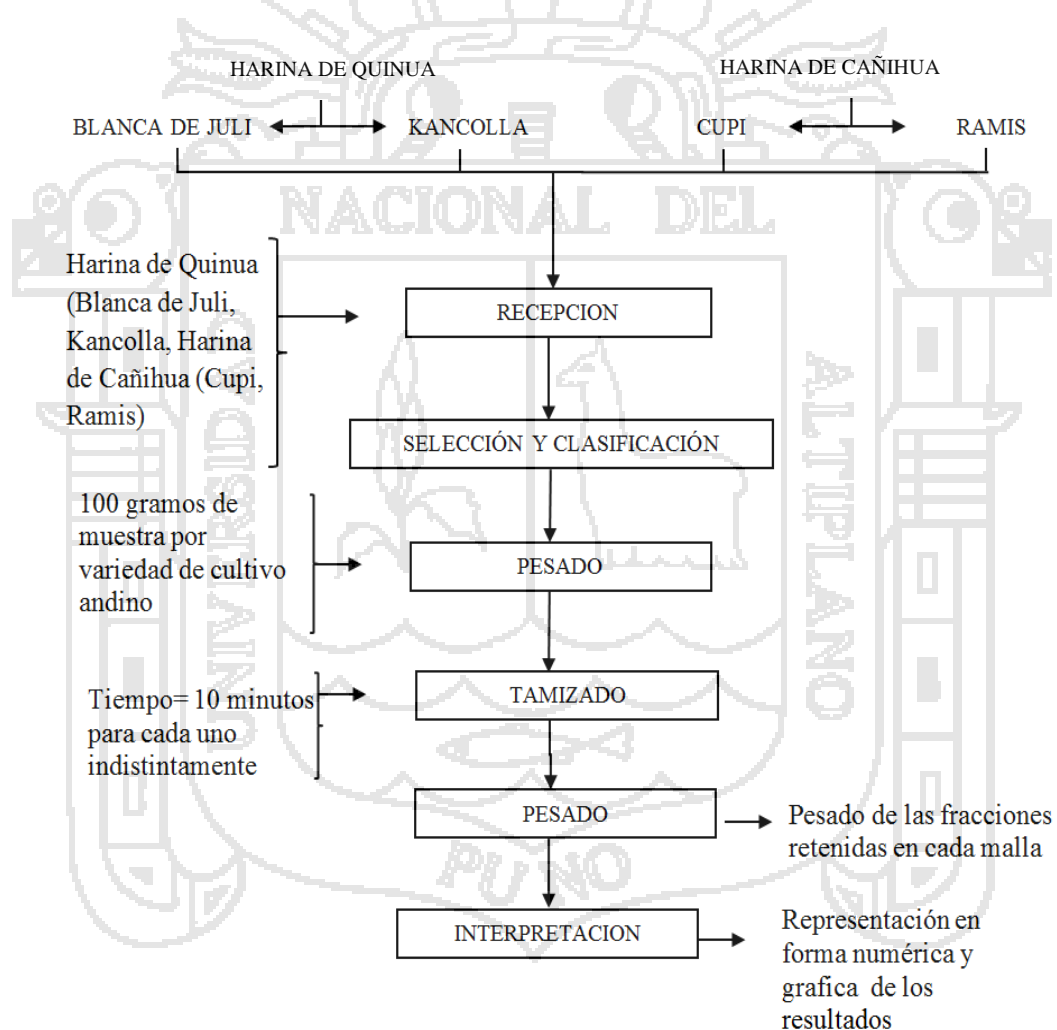 HARINA DE QUINUA
HARINA DE CAÑIHUA
BLANCA DE JULI
KANCOLLA
CUPI
RAMIS
NACIONAL DEL
Harina de Quinua
(Blanca de Juli,
Kancolla, Harina
de Cañihua (Cupi,
Ramis)
RECEPCION
SELECCIÓN Y CLASIFICACIÓN
100 gramos de
muestra por
variedad de cultivo
andino
PESADO
UNIVERSIDAD
ALTIPLANO
Tiempo= 10 minutos
para cada uno
indistintamente
TAMIZADO
PESADO
Pesado de las fracciones
retenidas en cada malla
PUNO
INTERPRETACION
Representación en
forma numérica y
grafica de los
resultados